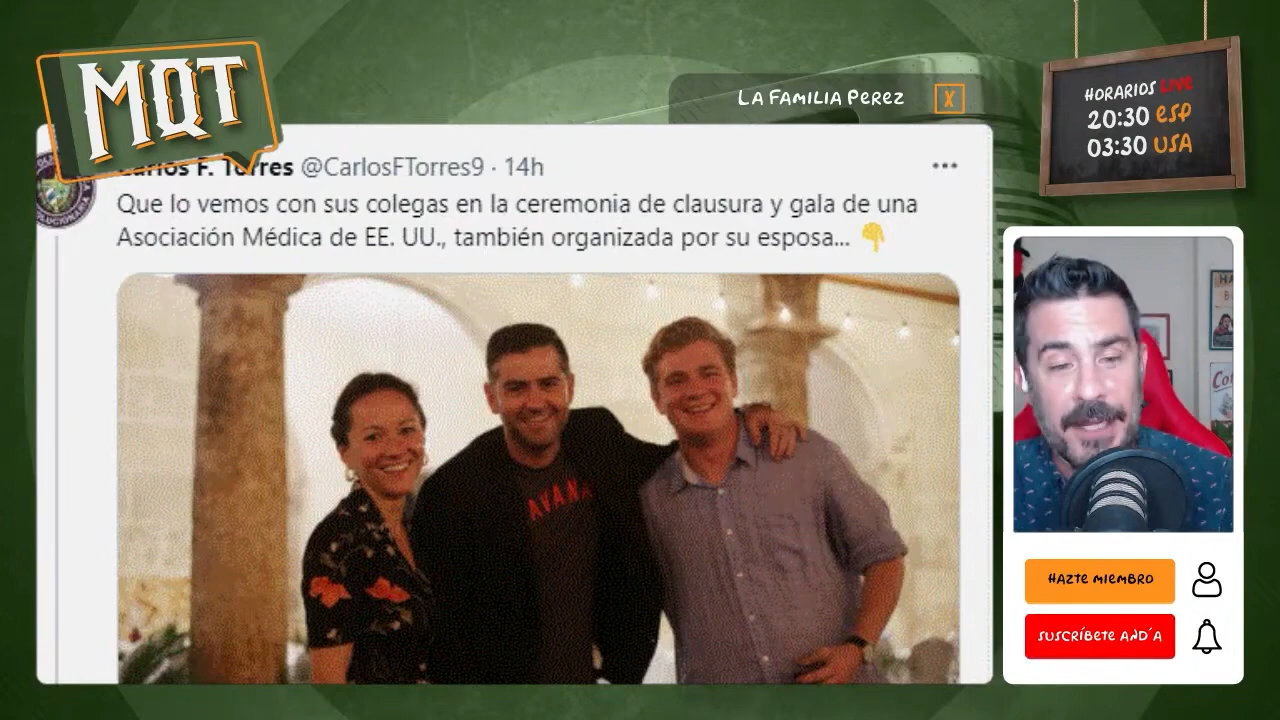 MQT
LA FAMILIA PEREZ
X
HORARIOS LIVE
20:30 ESP
03:30 USA
Carlos F. Torres @CarlosFTorres9 · 14h
Que lo vemos con sus colegas en la ceremonia de clausura y gala de una
Asociación Médica de EE. UU., también organizada por su esposa... 👇
AVANA
HAZTE MIEMBRO
SUSCRÍBETE AND´A